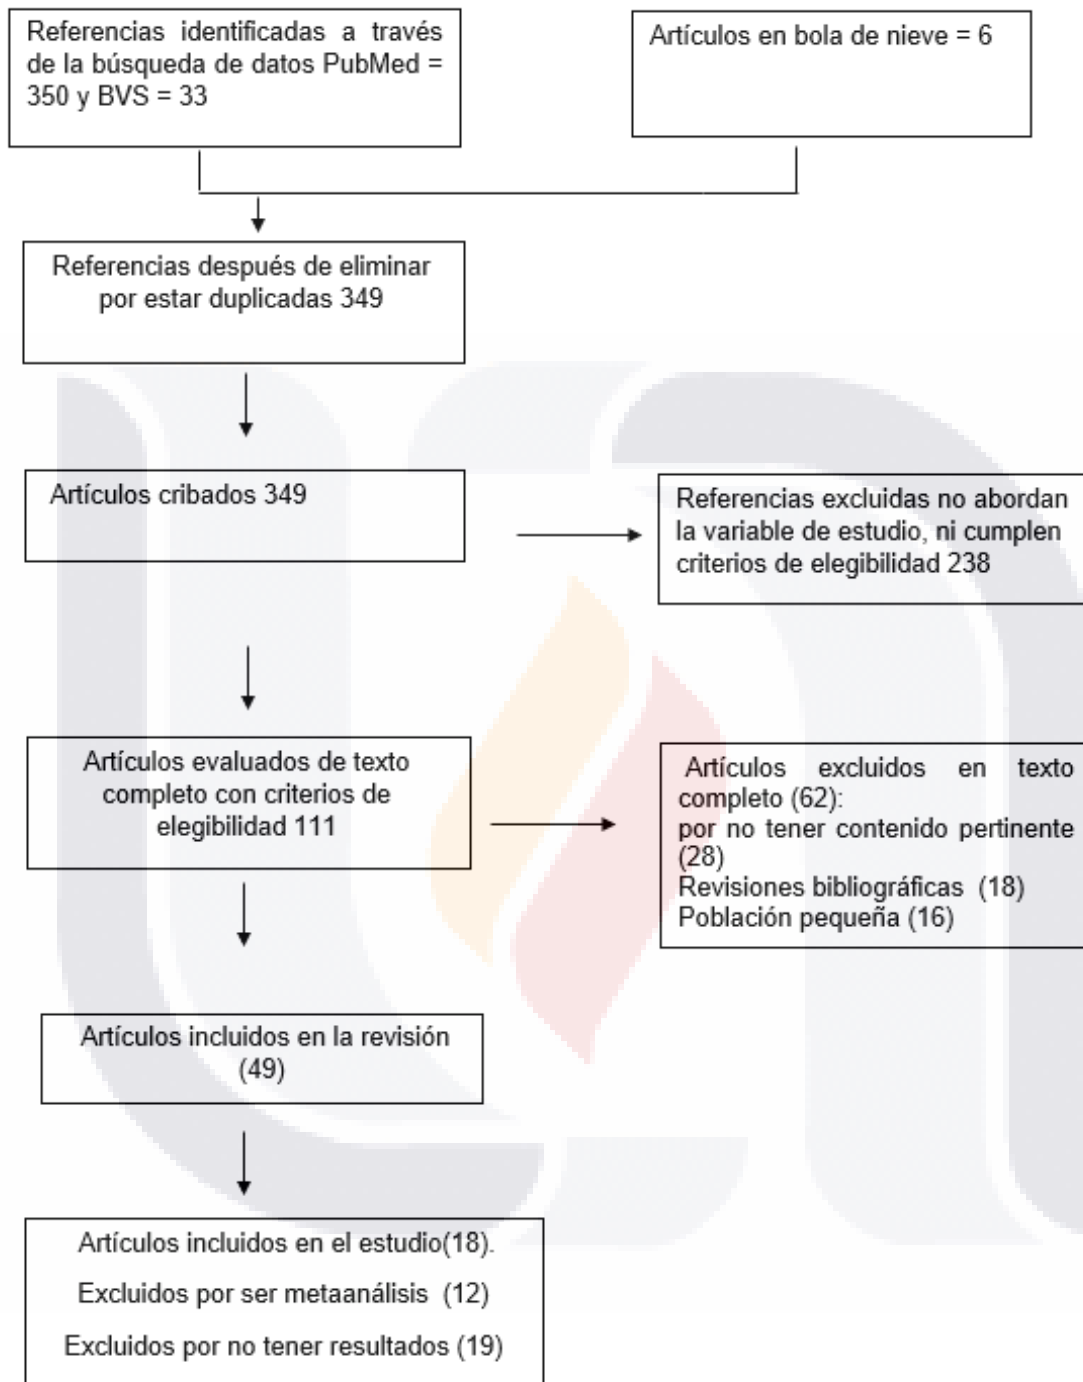 Referencias identificadas a través
de la búsqueda de datos PubMed =
350 y BVS = 33
Artículos en bola de nieve = 6
Referencias después de eliminar
por estar duplicadas 349
Artículos cribados 349
Referencias excluidas no abordan
la variable de estudio, ni cumplen
criterios de elegibilidad 238
Artículos evaluados de texto
completo con criterios de
elegibilidad 111
Artículos excluidos en texto
completo (62):
por no tener contenido pertinente
(28)
Revisiones bibliográficas (18)
Población pequeña (16)
Artículos incluidos en la revisión
(49)
Artículos incluidos en el estudio(18).
Excluidos por ser metaanálisis (12)
Excluidos por no tener resultados (19)